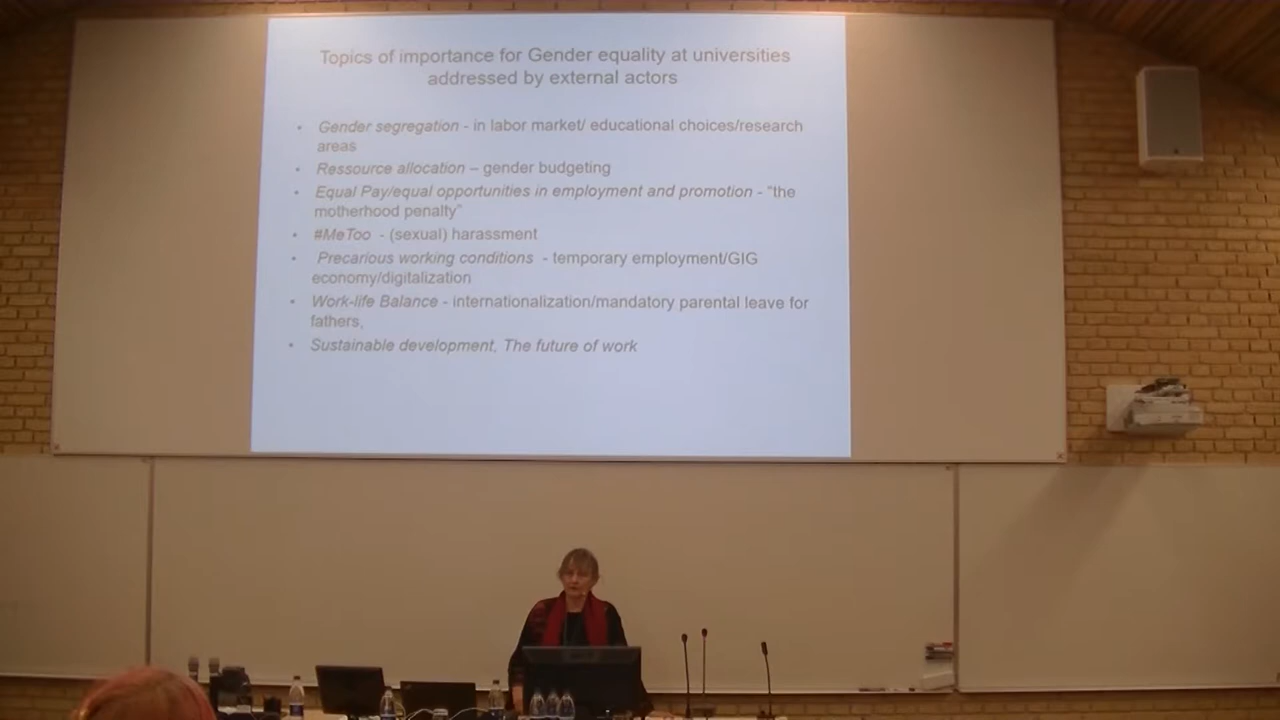 Topics of importance for Gender equality at universities
addressed by external actors
• Gender segregation - in labor market/ educational choices/research
areas
• Ressource allocation – gender budgeting
• Equal Pay/equal opportunities in employment and promotion - "the
motherhood penalty"
• #MeToo - (sexual) harassment
• Precarious working conditions - temporary employment/GIG
economy/digitalization
• Work-life Balance - internationalization/mandatory parental leave for
fathers,
• Sustainable development, The future of work